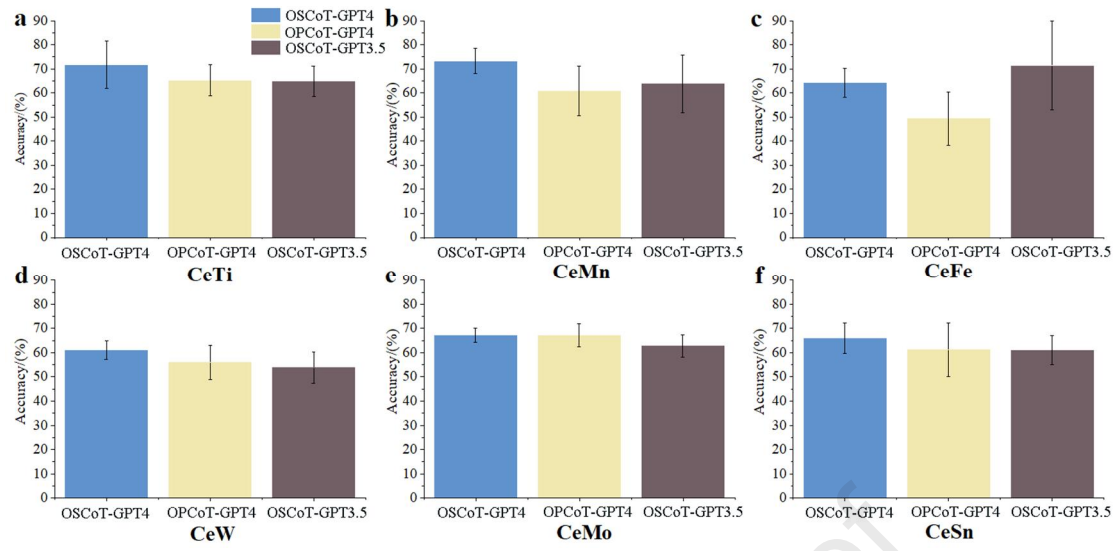 a
OSCoT-GPT4
OPCoT-GPT4
OSCoT-GPT3.5
Accuracy/(%)
90
80
70
60
50
40
30
20
10
0
OSCoT-GPT4 OPCoT-GPT4 OSCoT-GPT3.5
CeTi
b
Accuracy/(%)
90
80
70
60
50
40
30
20
10
0
OSCoT-GPT4 OPCoT-GPT4 OSCoT-GPT3.5
CeMn
c
Accuracy/(%)
90
80
70
60
50
40
30
20
10
0
OSCoT-GPT4 OPCoT-GPT4 OSCoT-GPT3.5
CeFe
d
Accuracy/(%)
90
80
70
60
50
40
30
20
10
0
OSCoT-GPT4 OPCoT-GPT4 OSCoT-GPT3.5
CeW
e
Accuracy/(%)
90
80
70
60
50
40
30
20
10
0
OSCoT-GPT4 OPCoT-GPT4 OSCoT-GPT3.5
CeMo
f
Accuracy/(%)
90
80
70
60
50
40
30
20
10
0
OSCoT-GPT4 OPCoT-GPT4 OSCoT-GPT3.5
CeSn